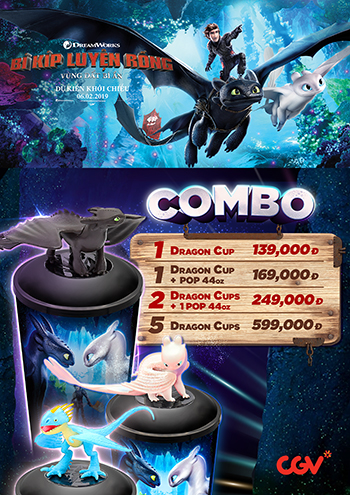 DREAMWORKS
BÍ KÍP LUYỆN RỒNG
VÙNG ĐẤT BÍ ẨN
DỰ KIẾN KHỞI CHIẾU
06.02.2019
COMBO
1 DRAGON CUP 139,000 Đ
1 DRAGON CUP + POP 44OZ 169,000 Đ
2 DRAGON CUPS + 1 POP 44OZ 249,000 Đ
5 DRAGON CUPS 599,000 Đ
CGV